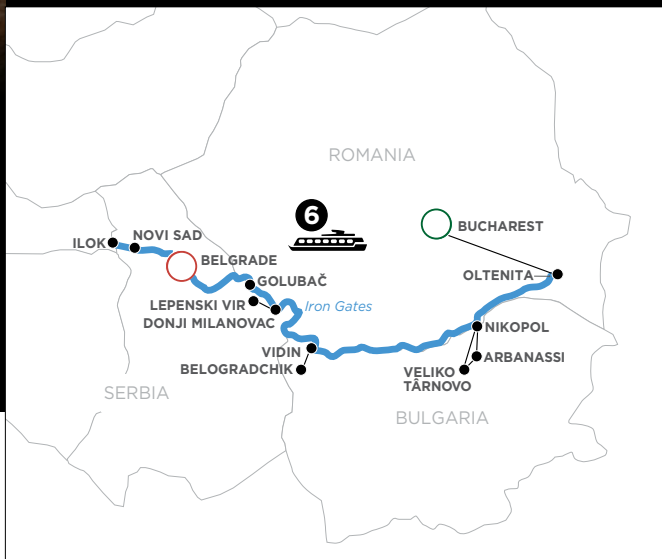 ROMANIA
6
NOVI SAD
ILOK
BUCHAREST
BELGRADE
OLTENITA
GOLUBAČ
LEPENSKI VIR
Iron Gates
DONJI MILANOVAC
NIKOPOL
VIDIN
ARBANASSI
BELOGRADCHIK
VELIKO
TÂRNOVO
SERBIA
BULGARIA